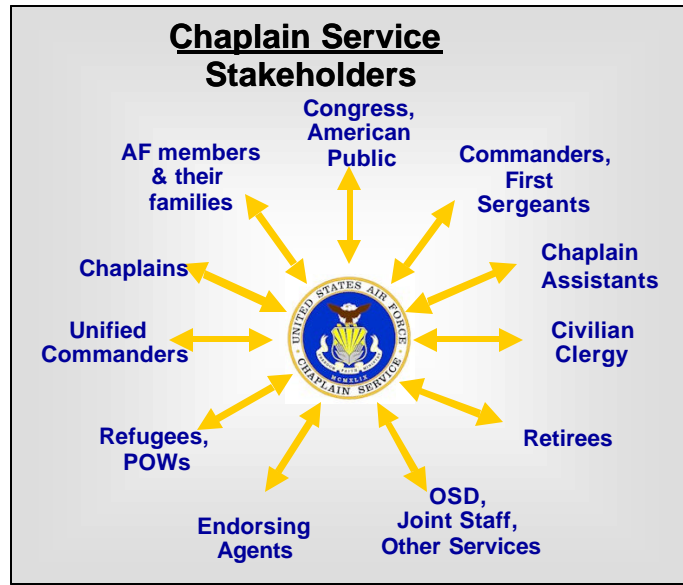 Chaplain Service
Stakeholders
Congress,
American
Public
AF members
& their
families
Commanders,
First
Sergeants
Chaplains
Chaplain
Assistants
Unified
Commanders
UNITED STATES AIR FORCE
CHAPLAIN SERVICE
MCMXLIX
Civilian
Clergy
Refugees,
POWs
Retirees
Endorsing
Agents
OSD,
Joint Staff,
Other Services